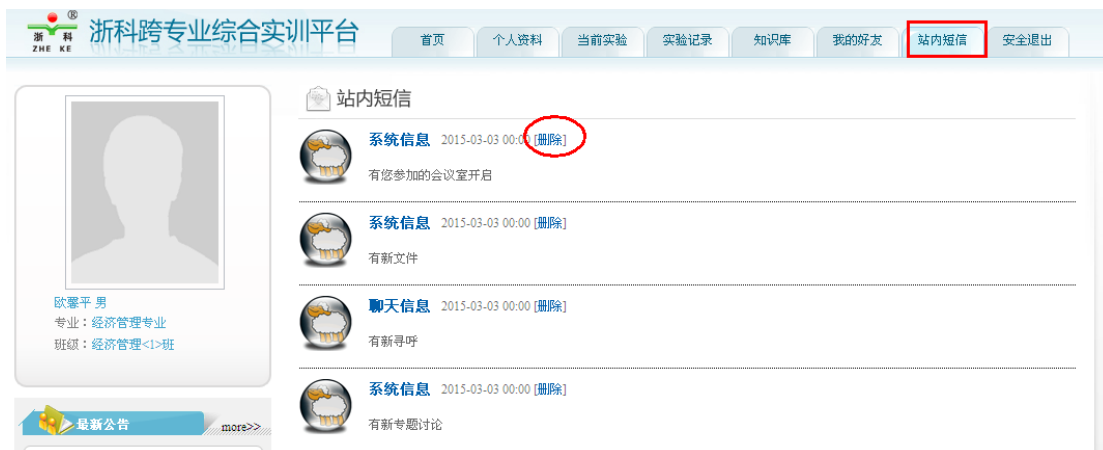 浙科 ZHE KE ® 浙科跨专业综合实训平台
首页 个人资料 当前实验 实验记录 知识库 我的好友 站内短信 安全退出
站内短信
系统信息 2015-03-03 00:00 [删除]
有您参加的会议室开启
系统信息 2015-03-03 00:00 [删除]
有新文件
聊天信息 2015-03-03 00:00 [删除]
有新寻呼
系统信息 2015-03-03 00:00 [删除]
有新专题讨论
欧馨平 男
专业：经济管理专业
班级：经济管理<1>班
最新公告 more>>